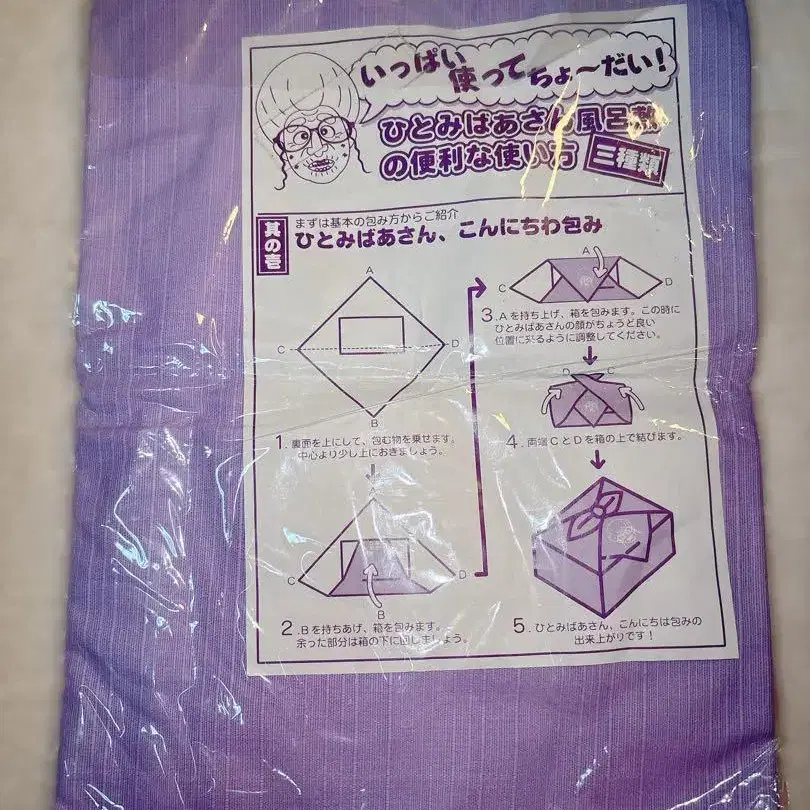 いっぱい使ってちょ〜だい!
ひとみばあさん風呂敷
の便利な使い方 三種類
其の壱
まずは基本の包み方からご紹介
ひとみばあさん、こんにちわ包み
A
C
D
B
1.裏面を上にして、包む物を乗せます。
中心より少し上におきましょう。
A
C
D
B
2.Bを持ちあげ、箱を包みます。
余った部分は箱の下に回しましょう。
A
C
D
3.Aを持ち上げ、箱を包みます。この時に
ひとみばあさんの顔がちょうど良い
位置に来るように調整してください。
D
C
4.両端CとDを箱の上で結びます。
5.ひとみばあさん、こんにちは包みの
出来上がりです!